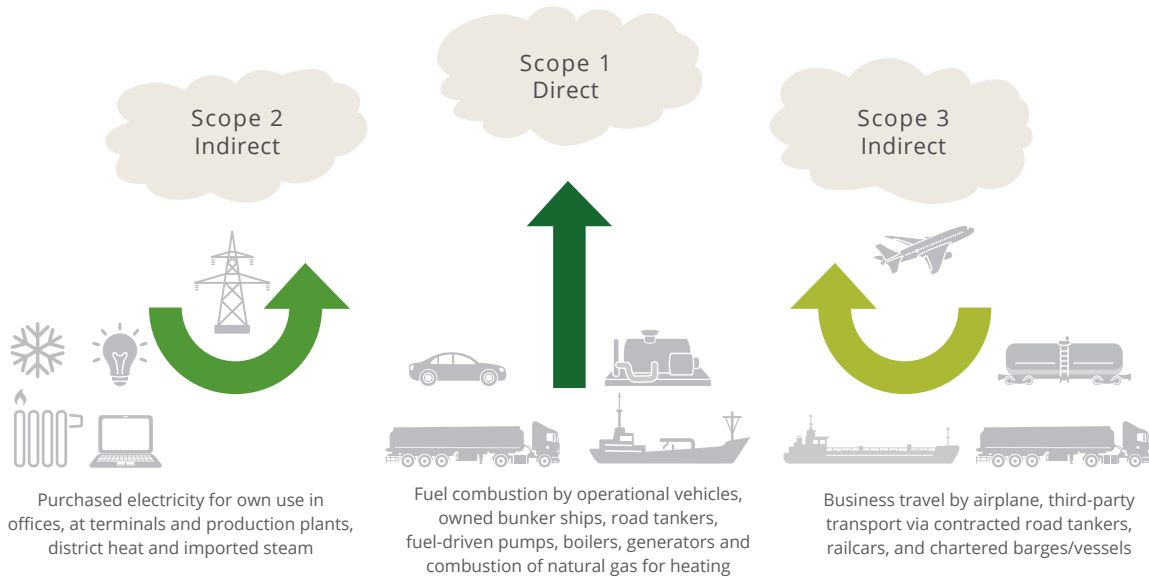 Scope 1
Direct
Scope 2
Indirect
Scope 3
Indirect
Purchased electricity for own use in
offices, at terminals and production plants,
district heat and imported steam
Fuel combustion by operational vehicles,
owned bunker ships, road tankers,
fuel-driven pumps, boilers, generators and
combustion of natural gas for heating
Business travel by airplane, third-party
transport via contracted road tankers,
railcars, and chartered barges/vessels